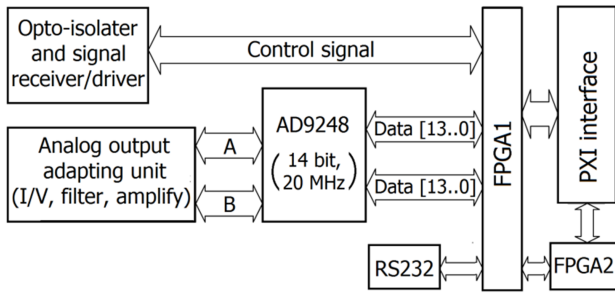 Opto-isolater
and signal
receiver/driver
Control signal
Analog output
adapting unit
(I/V, filter, amplify)
A
B
AD9248
(14 bit,
20 MHz)
Data [13..0]
Data [13..0]
FPGA1
PXI interface
RS232
FPGA2